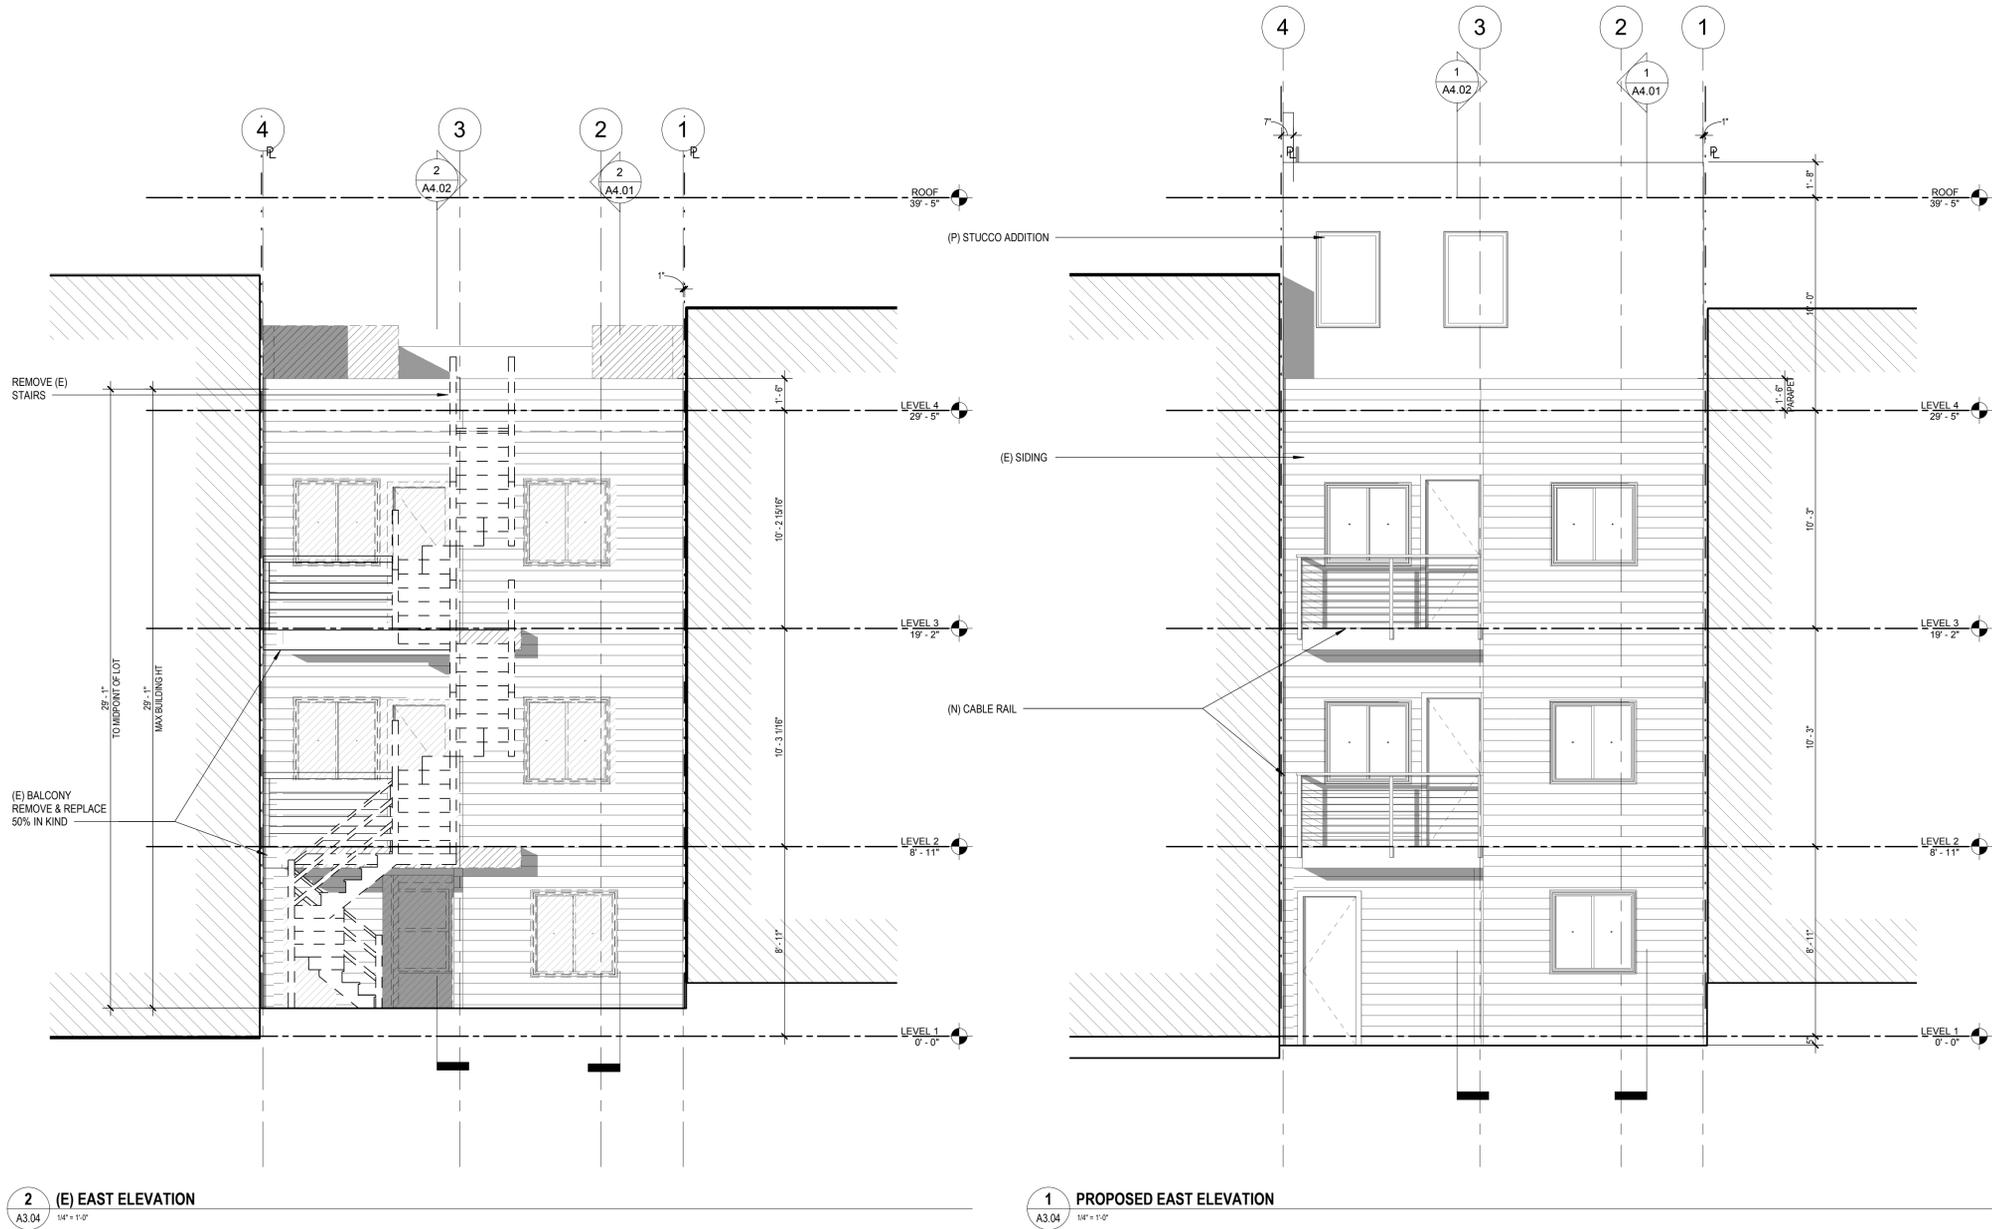 4
3
2
1
PL
PL
2
A4.02
2
A4.01
ROOF
39' - 5"
1"
REMOVE (E)
STAIRS
1' - 6"
LEVEL 4
29' - 5"
10' - 2 15/16"
LEVEL 3
19' - 2"
29' - 1"
TO MIDPOINT OF LOT
29' - 1"
MAX BUILDING HT
10' - 3 1/16"
(E) BALCONY
REMOVE & REPLACE
50% IN KIND
LEVEL 2
8' - 11"
8' - 11"
LEVEL 1
0' - 0"
2
A3.04
(E) EAST ELEVATION
1/4" = 1'-0"
4
3
2
1
1
A4.02
1
A4.01
7"
1"
PL
PL
1' - 8"
ROOF
39' - 5"
(P) STUCCO ADDITION
10' - 0"
1' - 6"
PARAPET
LEVEL 4
29' - 5"
(E) SIDING
10' - 3"
LEVEL 3
19' - 2"
(N) CABLE RAIL
10' - 3"
LEVEL 2
8' - 11"
8' - 11"
LEVEL 1
0' - 0"
5"
1
A3.04
PROPOSED EAST ELEVATION
1/4" = 1'-0"